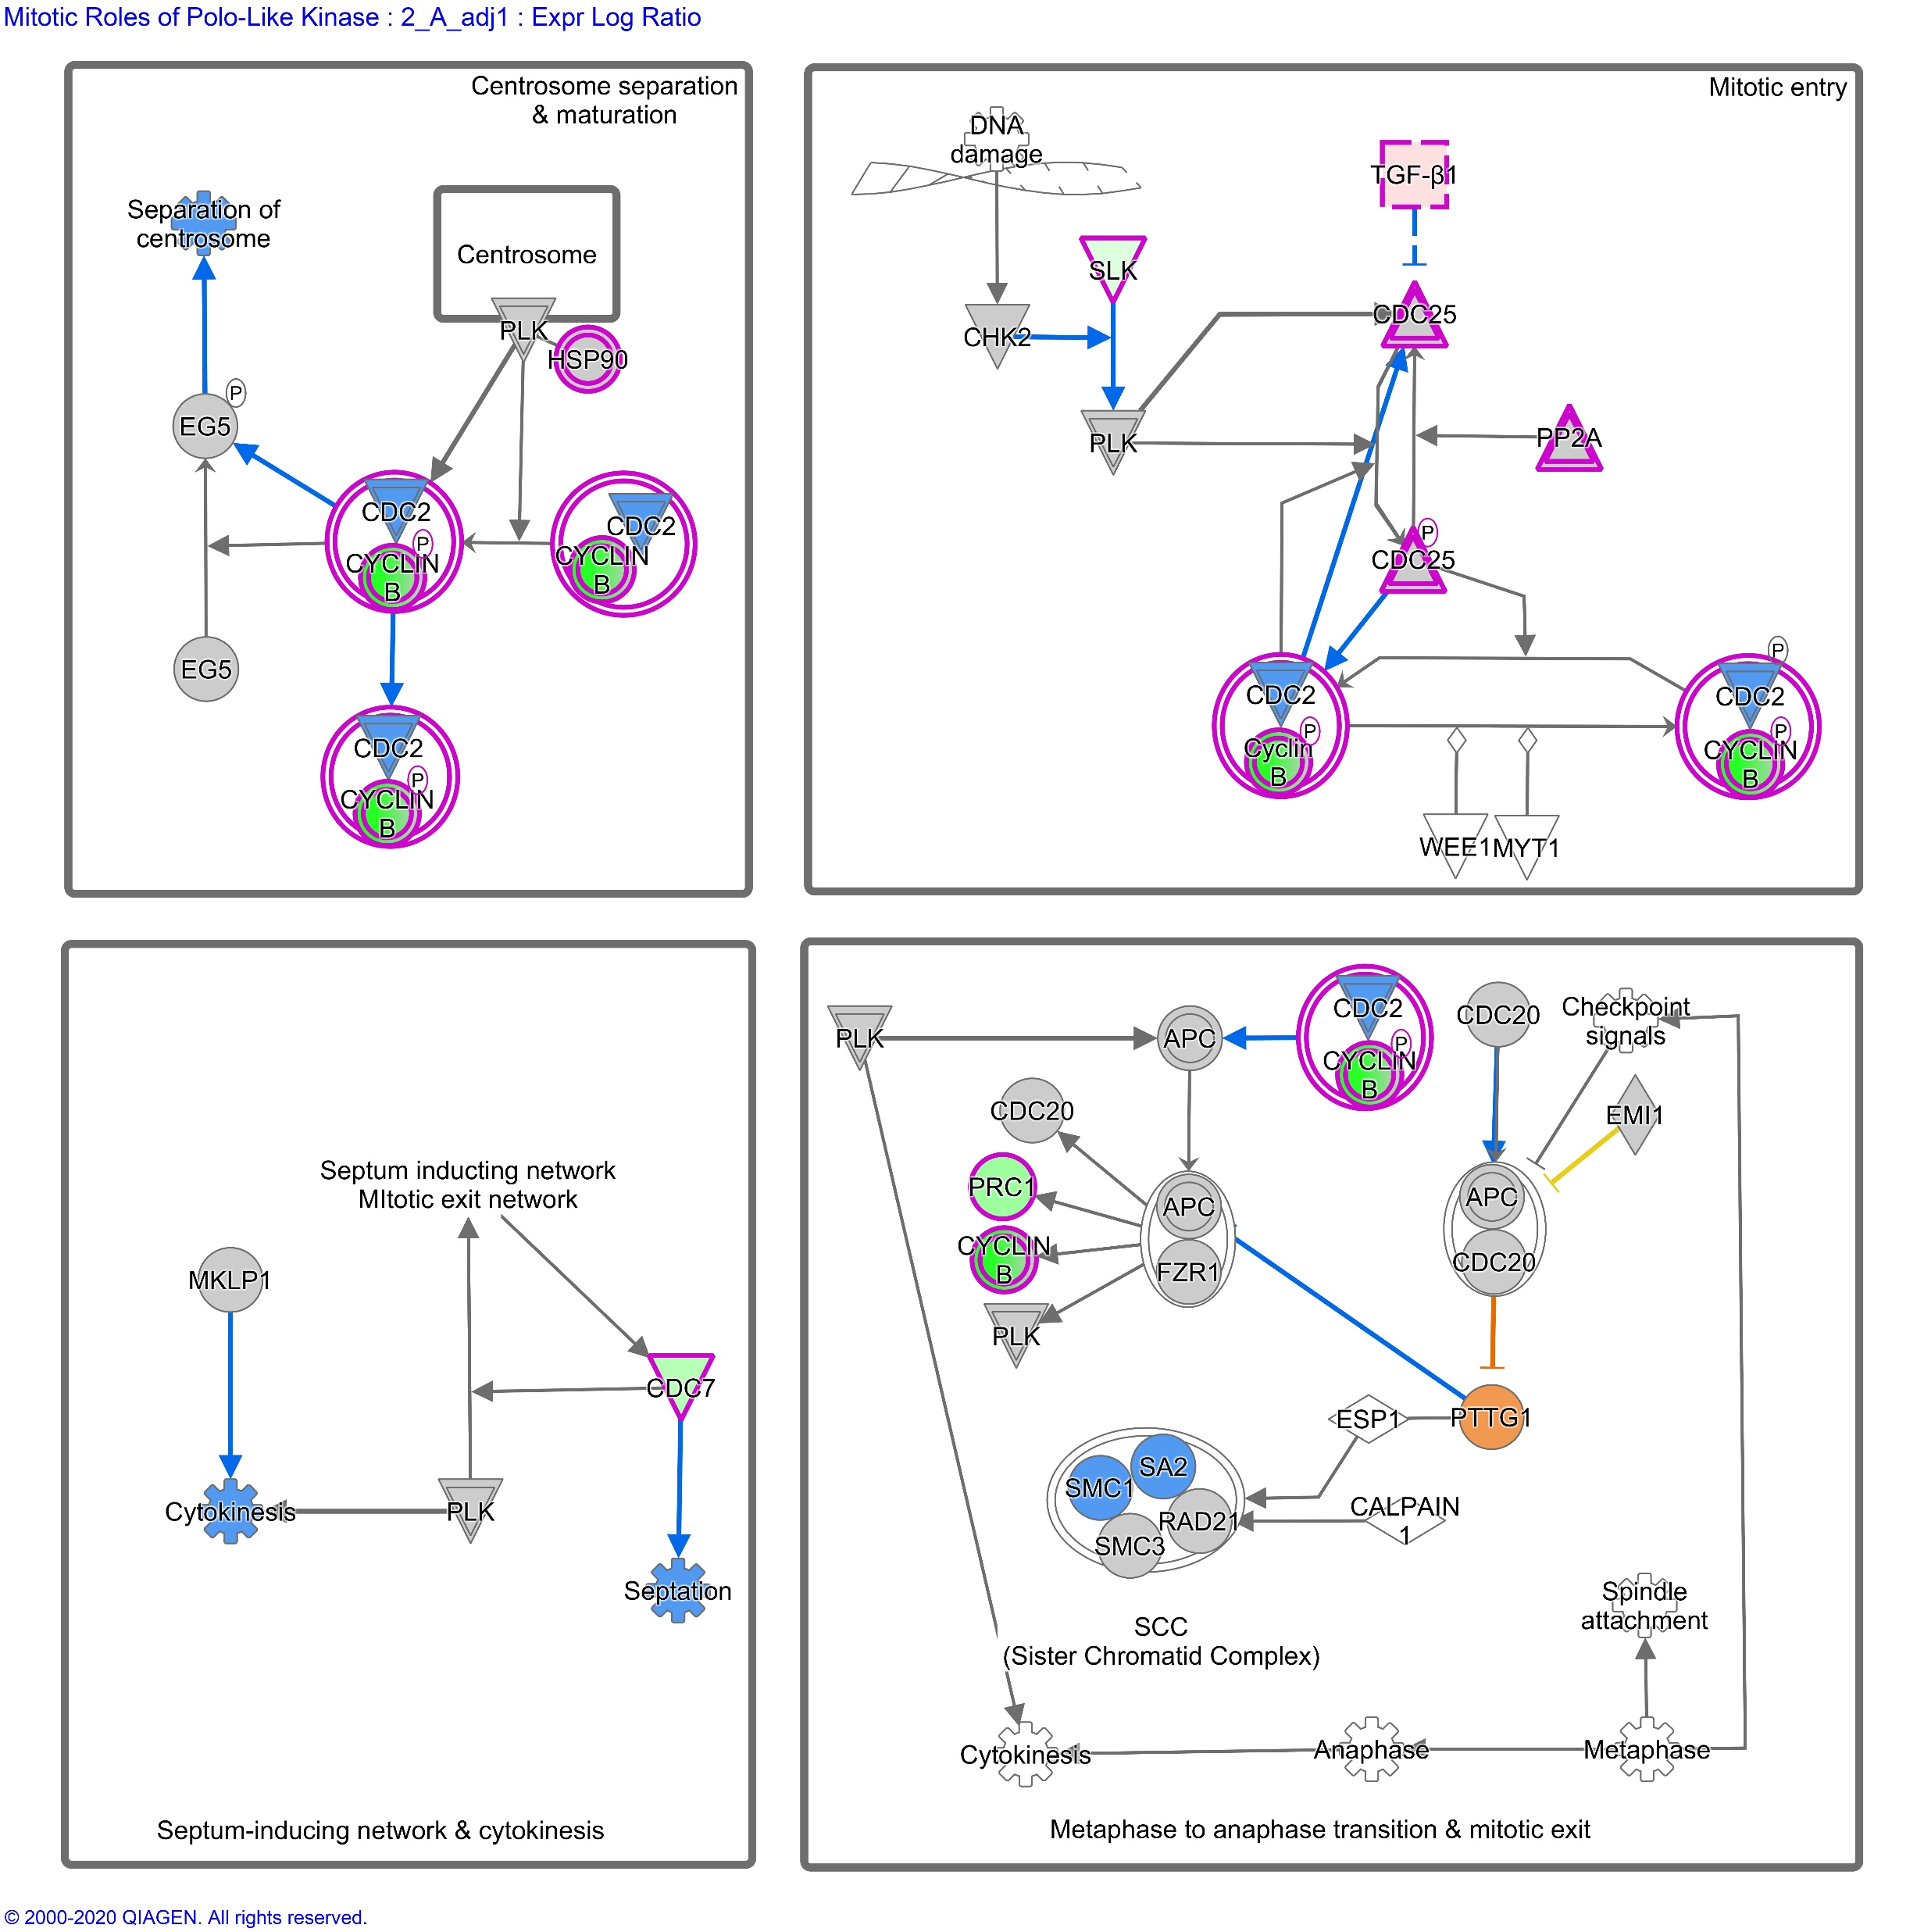 Mitotic Roles of Polo-Like Kinase : 2_A_adj1 : Expr Log Ratio
Centrosome separation
& maturation
Separation of
centrosome
Centrosome
PLK
HSP90
P
EG5
CDC2
P
CYCLIN
B
CDC2
CYCLIN
B
EG5
CDC2
P
CYCLIN
B
Mitotic entry
DNA
damage
TGF-β1
SLK
CHK2
CDC25
PLK
PP2A
P
CDC25
CDC2
P
Cyclin
B
P
CDC2
P
CYCLIN
B
WEE1
MYT1
Septum inducting network
MItotic exit network
MKLP1
CDC7
Cytokinesis
PLK
Septation
Septum-inducing network & cytokinesis
PLK
APC
CDC2
P
CYCLIN
B
CDC20
Checkpoint
signals
CDC20
EMI1
PRC1
APC
APC
CYCLIN
B
FZR1
CDC20
PLK
ESP1
PTTG1
SA2
SMC1
RAD21
SMC3
CALPAIN
1
Spindle
attachment
SCC
(Sister Chromatid Complex)
Cytokinesis
Anaphase
Metaphase
Metaphase to anaphase transition & mitotic exit
© 2000-2020 QIAGEN. All rights reserved.